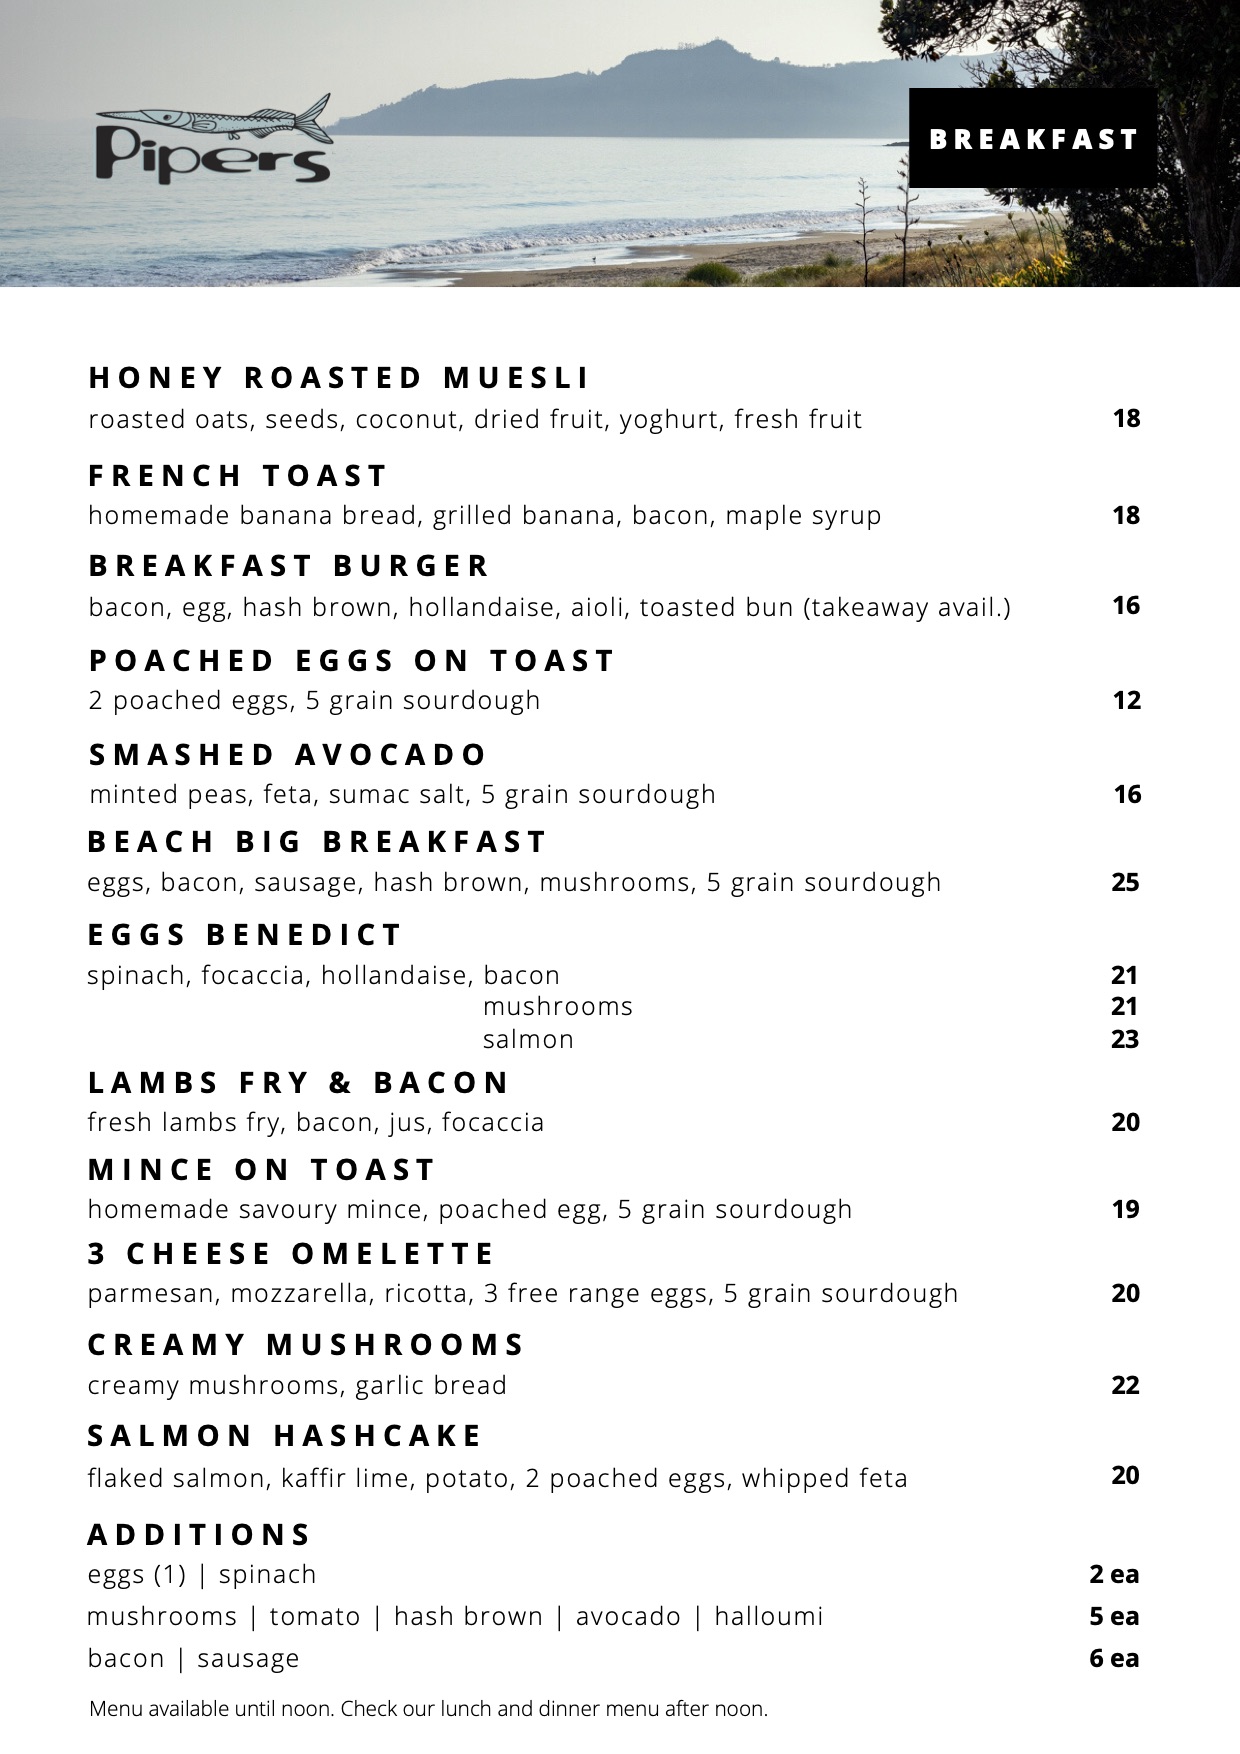 Pipers
BREAKFAST
HONEY ROASTED MUESLI
roasted oats, seeds, coconut, dried fruit, yoghurt, fresh fruit 18
FRENCH TOAST
homemade banana bread, grilled banana, bacon, maple syrup 18
BREAKFAST BURGER
bacon, egg, hash brown, hollandaise, aioli, toasted bun (takeaway avail.) 16
POACHED EGGS ON TOAST
2 poached eggs, 5 grain sourdough 12
SMASHED AVOCADO
minted peas, feta, sumac salt, 5 grain sourdough 16
BEACH BIG BREAKFAST
eggs, bacon, sausage, hash brown, mushrooms, 5 grain sourdough 25
EGGS BENEDICT
spinach, focaccia, hollandaise, bacon 21
mushrooms 21
salmon 23
LAMBS FRY & BACON
fresh lambs fry, bacon, jus, focaccia 20
MINCE ON TOAST
homemade savoury mince, poached egg, 5 grain sourdough 19
3 CHEESE OMELETTE
parmesan, mozzarella, ricotta, 3 free range eggs, 5 grain sourdough 20
CREAMY MUSHROOMS
creamy mushrooms, garlic bread 22
SALMON HASHCAKE
flaked salmon, kaffir lime, potato, 2 poached eggs, whipped feta 20
ADDITIONS
eggs (1) | spinach 2 ea
mushrooms | tomato | hash brown | avocado | halloumi 5 ea
bacon | sausage 6 ea
Menu available until noon. Check our lunch and dinner menu after noon.